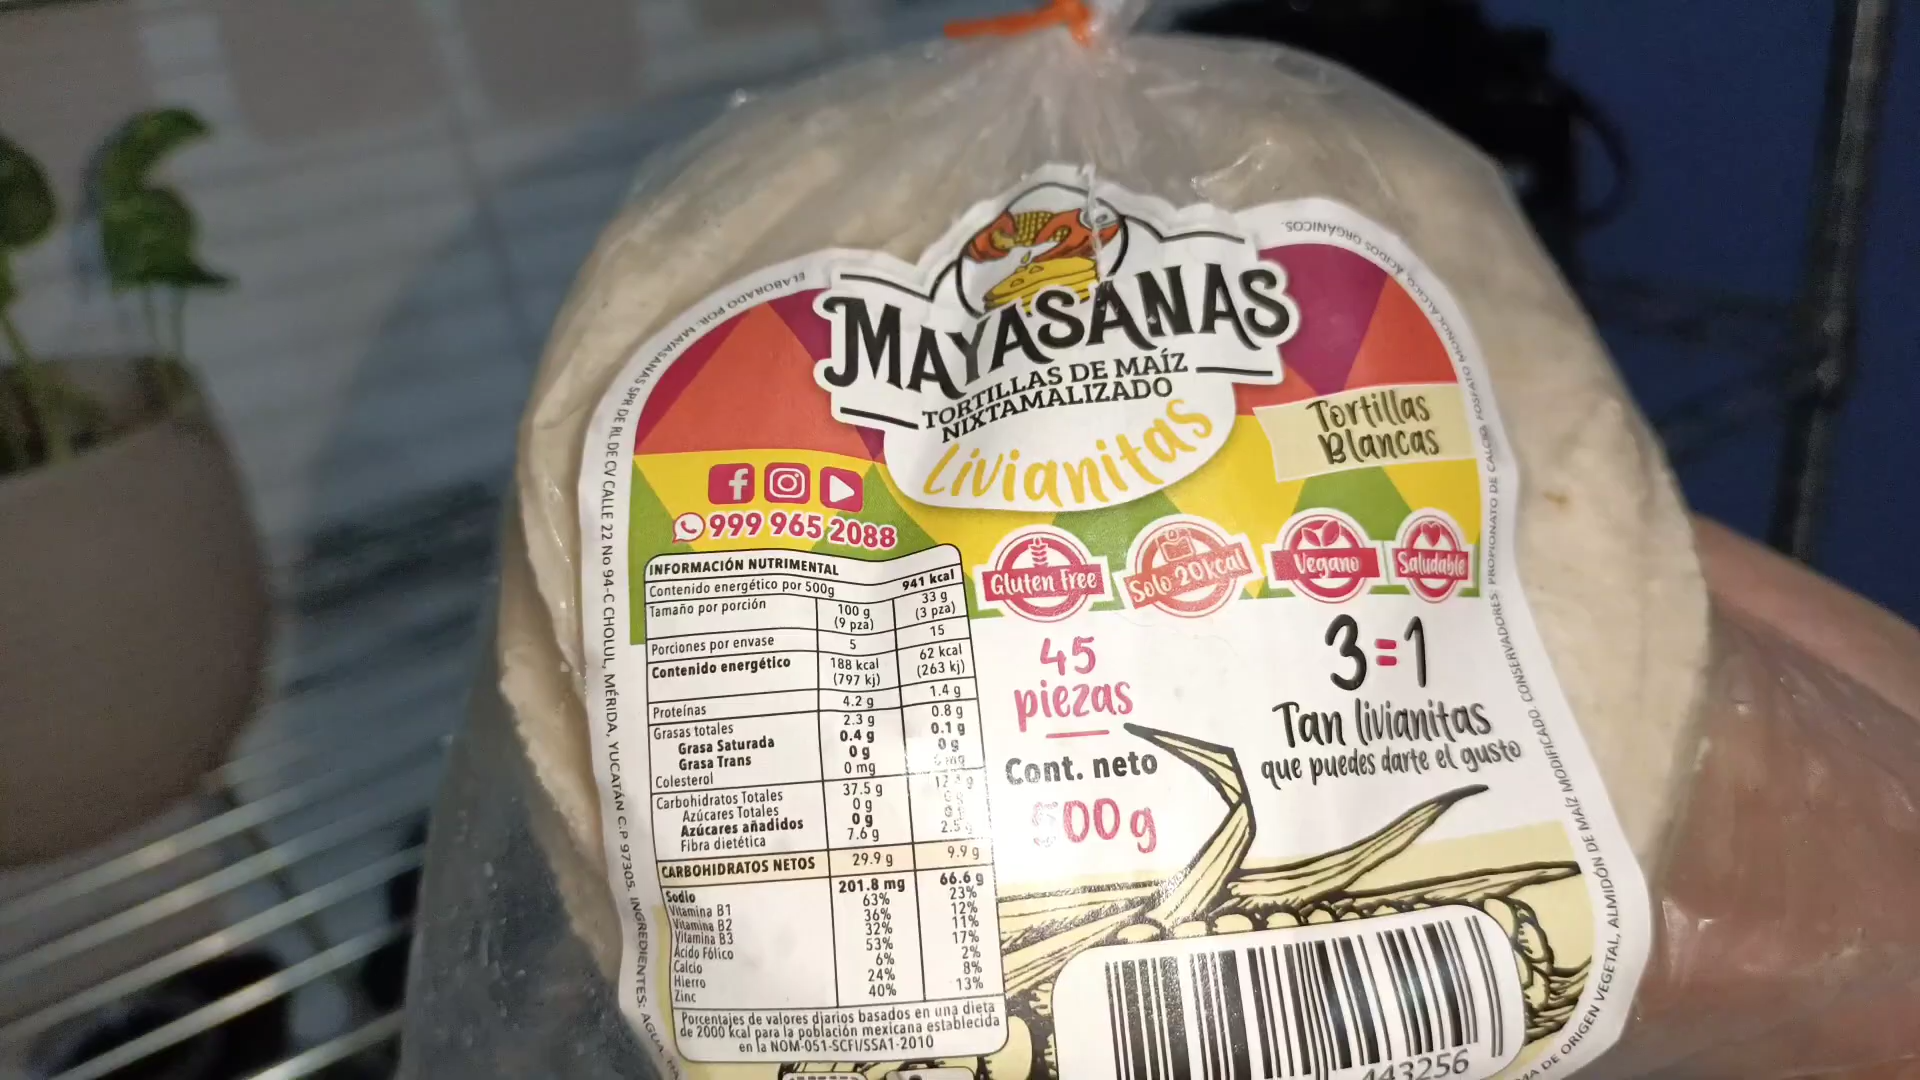 MAYASANAS
TORTILLAS DE MAÍZ
NIXTAMALIZADO
Livianitas
Tortillas
Blancas
999 965 2088
Gluten Free
Solo 20kcal
Vegano
Saludable
INFORMACIÓN NUTRIMENTAL
Contenido energético por 500g 941 kcal
Tamaño por porción 100 g (9 pza) 33 g (3 pza)
Porciones por envase 5 15
Contenido energético 188 kcal (797 kj) 62 kcal (263 kj)
Proteínas 4.2 g 1.4 g
Grasas totales 2.3 g 0.8 g
Grasa Saturada 0.4 g 0.1 g
Grasa Trans 0 g 0 g
Colesterol 0 mg mg
Carbohidratos Totales 37.5 g
Azúcares Totales 0 g
Azúcares añadidos 0 g
Fibra dietética 7.6 g 2.5
CARBOHIDRATOS NETOS 29.9 g 9.9 g
Sodio 201.8 mg 66.6 g
Vitamina B1 63% 23%
Vitamina B2 36% 12%
Vitamina B3 32% 11%
Ácido Fólico 53% 17%
Calcio 6% 2%
Hierro 24% 8%
Zinc 40% 13%
Porcentajes de valores diarios basados en una dieta
de 2000 kcal para la población mexicana establecida
en la NOM-051-SCFI/SSA1-2010
45
piezas
Cont. neto
500 g
3=1
Tan livianitas
que puedes darte el gusto
443256
ELABORADO POR: MAYASANAS SPR DE RL DE CV CALLE 22 No 94-C CHOLUL, MÉRIDA, YUCATÁN C.P 97305. INGREDIENTES: AGUA,
DE ORIGEN VEGETAL, ALMIDÓN DE MAÍZ MODIFICADO. CONSERVADORES: PROPIONATO DE CALCIO, FOSFATO MONOCÁLCICO, ÁCIDOS ORGÁNICOS.